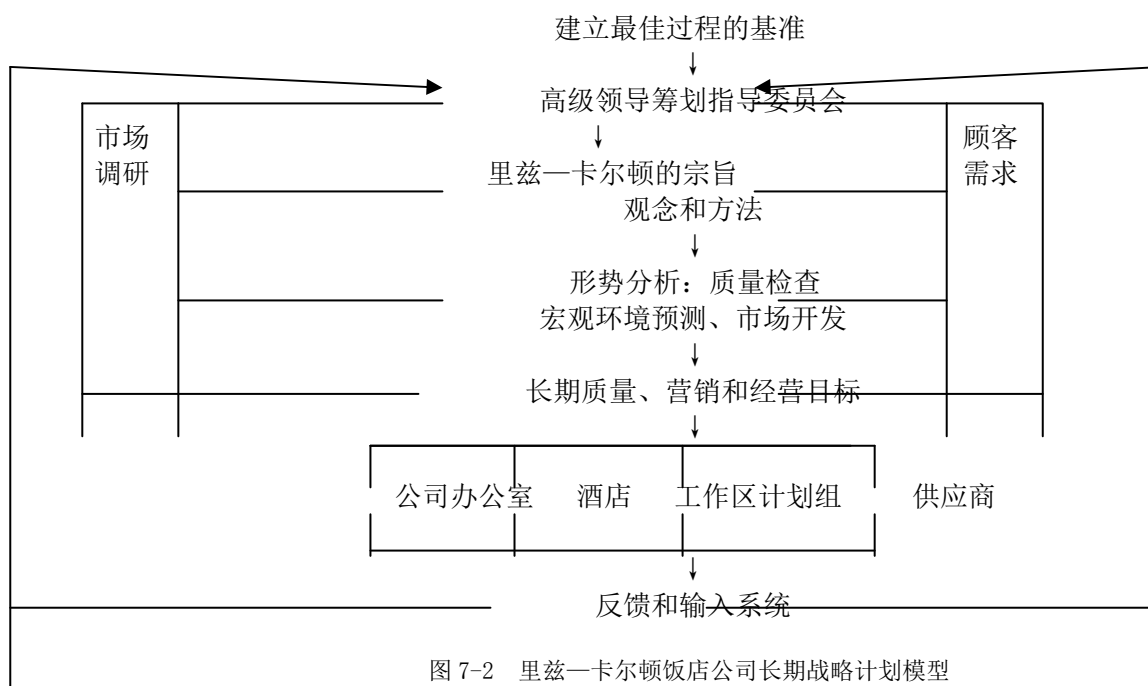 建立最佳过程的基准
↓
高级领导筹划指导委员会
市场
调研
顾客
需求
↓
里兹—卡尔顿的宗旨
观念和方法
↓
形势分析：质量检查
宏观环境预测、市场开发
↓
长期质量、营销和经营目标
↓
公司办公室 酒店 工作区计划组 供应商
↓
反馈和输入系统
图 7-2 里兹—卡尔顿饭店公司长期战略计划模型